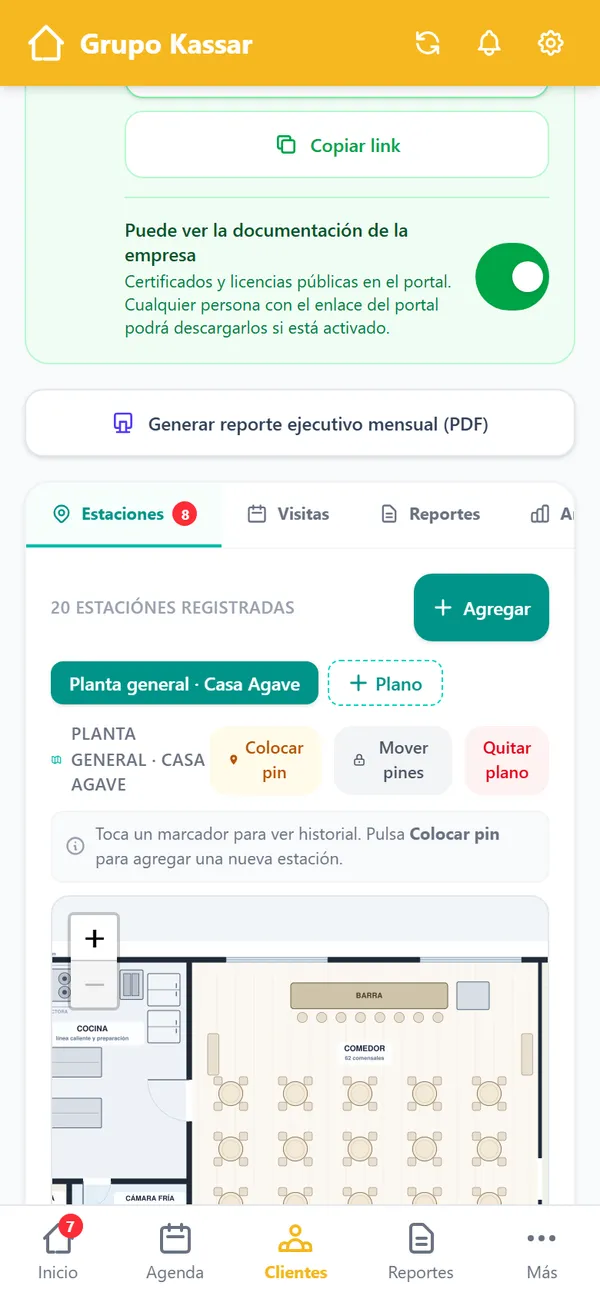 Grupo Kassar
Copiar link
Puede ver la documentación de la
empresa
Certificados y licencias públicas en el portal.
Cualquier persona con el enlace del portal
podrá descargarlos si está activado.
Generar reporte ejecutivo mensual (PDF)
Estaciones 8
Visitas
Reportes
20 ESTACIÓNES REGISTRADAS
+ Agregar
Planta general · Casa Agave
+ Plano
PLANTA
GENERAL · CASA
AGAVE
Colocar
pin
Mover
pines
Quitar
plano
Toca un marcador para ver historial. Pulsa Colocar pin
para agregar una nueva estación.
+
−
BARRA
COCINA
línea caliente y preparación
COMEDOR
62 comensales
CÁMARA FRÍA
7
Inicio
Agenda
Clientes
Reportes
Más